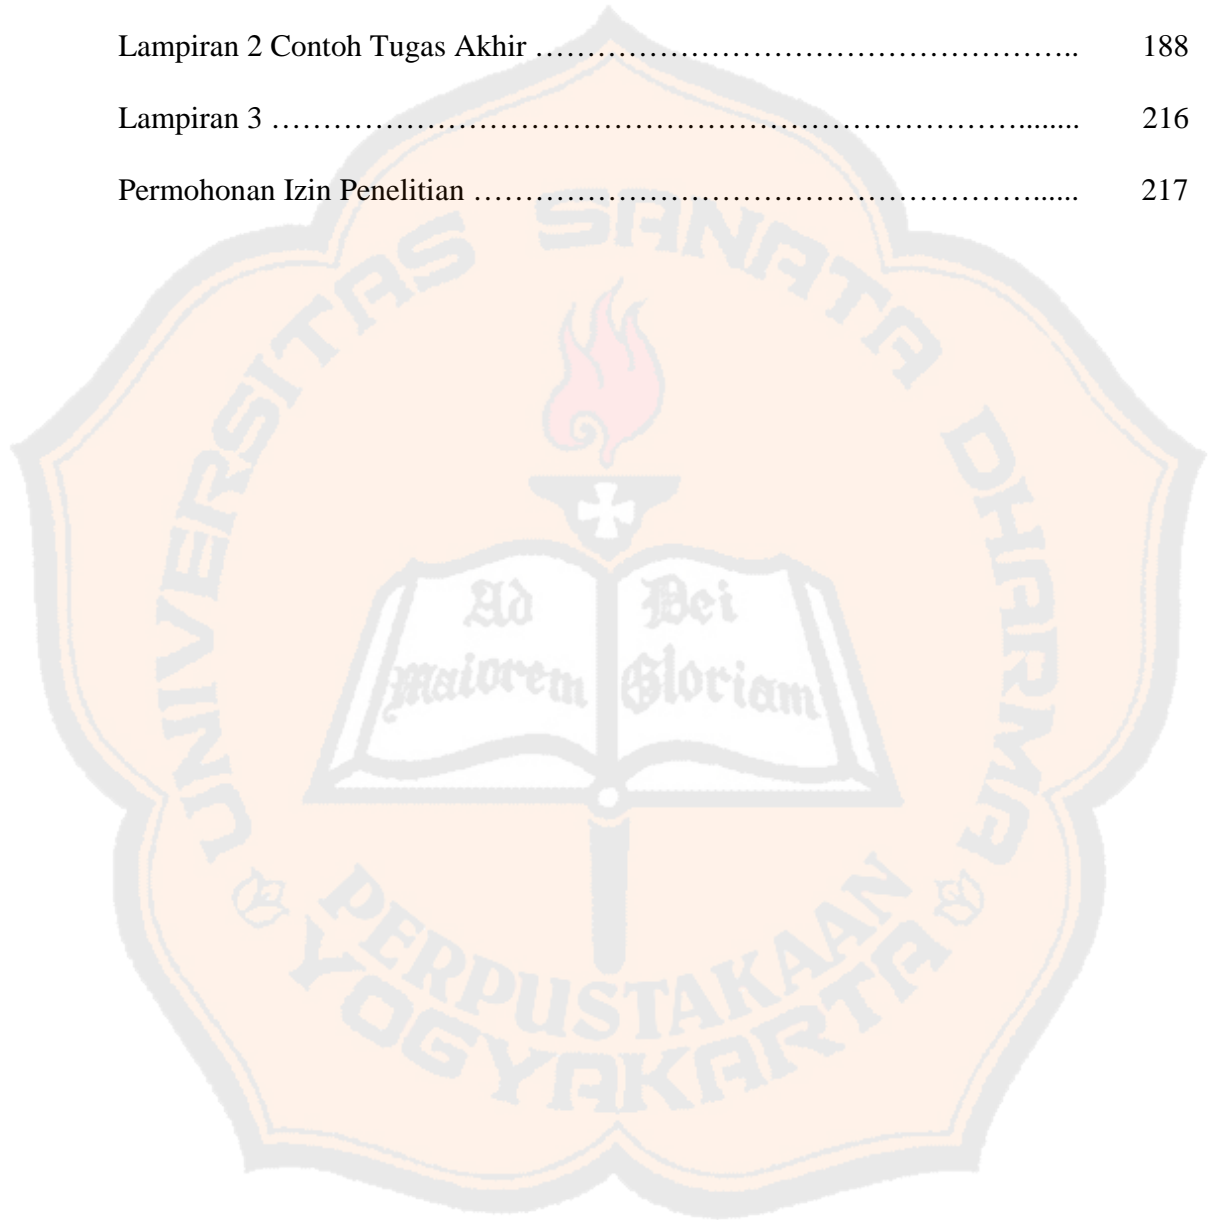 Lampiran 2 Contoh Tugas Akhir …………………………………………………….. 188
Lampiran 3 …………………………………………………………………………........ 216
Permohonan Izin Penelitian ………………………………………………………...... 217
UNIVERSITAS SANATA DHARMA
Ad Dei
Maiorem Gloriam
PERPUSTAKAAN
YOGYAKARTA